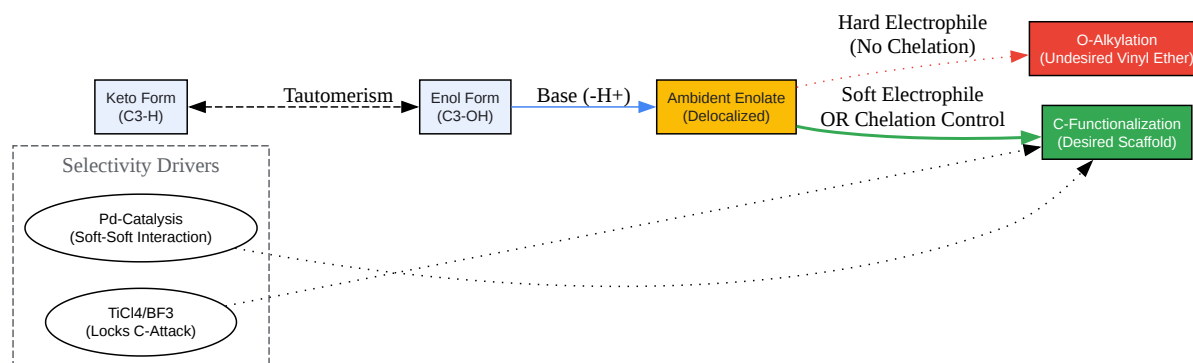 Hard Electrophile
(No Chelation)
O-Alkylation
(Undesired Vinyl Ether)
Keto Form
(C3-H)
Tautomerism
Enol Form
(C3-OH)
Base (-H+)
Ambident Enolate
(Delocalized)
Soft Electrophile
OR Chelation Control
C-Functionalization
(Desired Scaffold)
Selectivity Drivers
Pd-Catalysis
(Soft-Soft Interaction)
TiCl4/BF3
(Locks C-Attack)